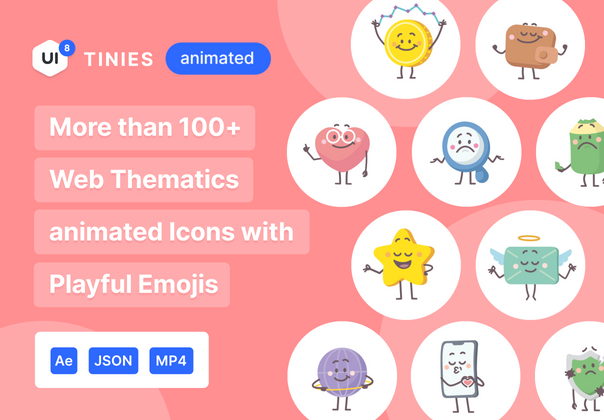 UI 8 TINIES animated
More than 100+
Web Thematics
animated Icons with
Playful Emojis
Ae JSON MP4